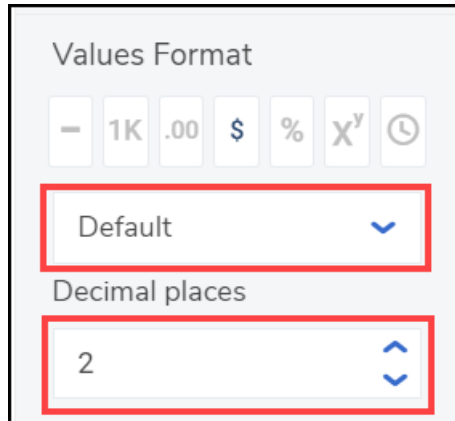 Values Format
– 1K .00 $ % Xʸ
Default
Decimal places
2